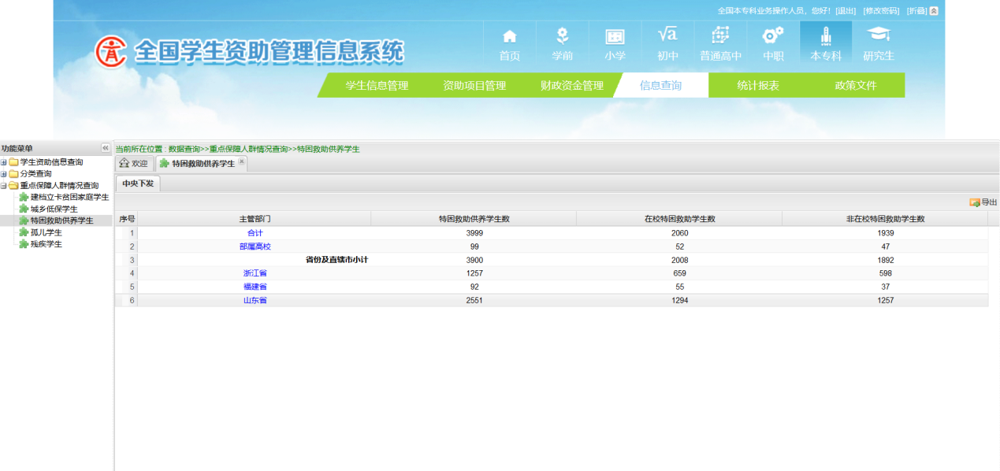 全国本专科业务操作人员，您好！[退出] [修改密码] [折叠]
全国学生资助管理信息系统
首页 学前 小学 初中 普通高中 中职 本专科 研究生
学生信息管理 资助项目管理 财政资金管理 信息查询 统计报表 政策文件
功能菜单
学生资助信息查询
分类查询
重点保障人群情况查询
建档立卡贫困家庭学生
城乡低保学生
特困救助供养学生
孤儿学生
残疾学生
当前所在位置 : 数据查询>>重点保障人群情况查询>>特困救助供养学生
欢迎 特困救助供养学生
中央下发
导出
序号 主管部门 特困救助供养学生数 在校特困救助学生数 非在校特困救助学生数
1 合计 3999 2060 1939
2 部属高校 99 52 47
3 省份及直辖市小计 3900 2008 1892
4 浙江省 1257 659 598
5 福建省 92 55 37
6 山东省 2551 1294 1257